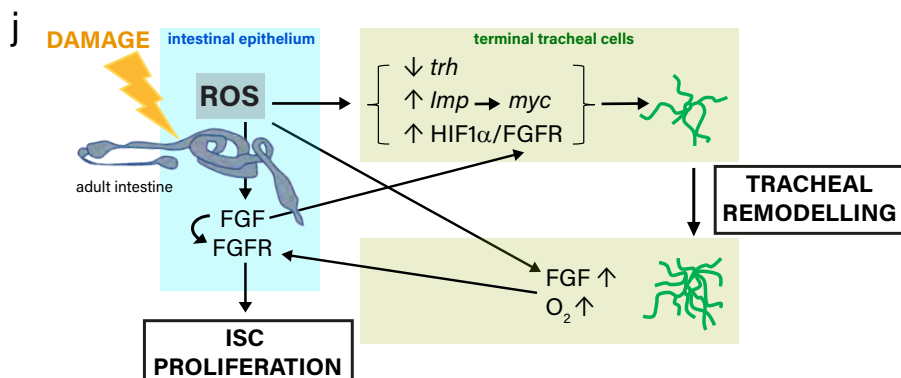 j
DAMAGE
intestinal epithelium
terminal tracheal cells
ROS
↓ trh
↑ Imp → myc
↑ HIF1α/FGFR
adult intestine
TRACHEAL
REMODELLING
FGF
FGFR
FGF ↑
O2 ↑
ISC
PROLIFERATION